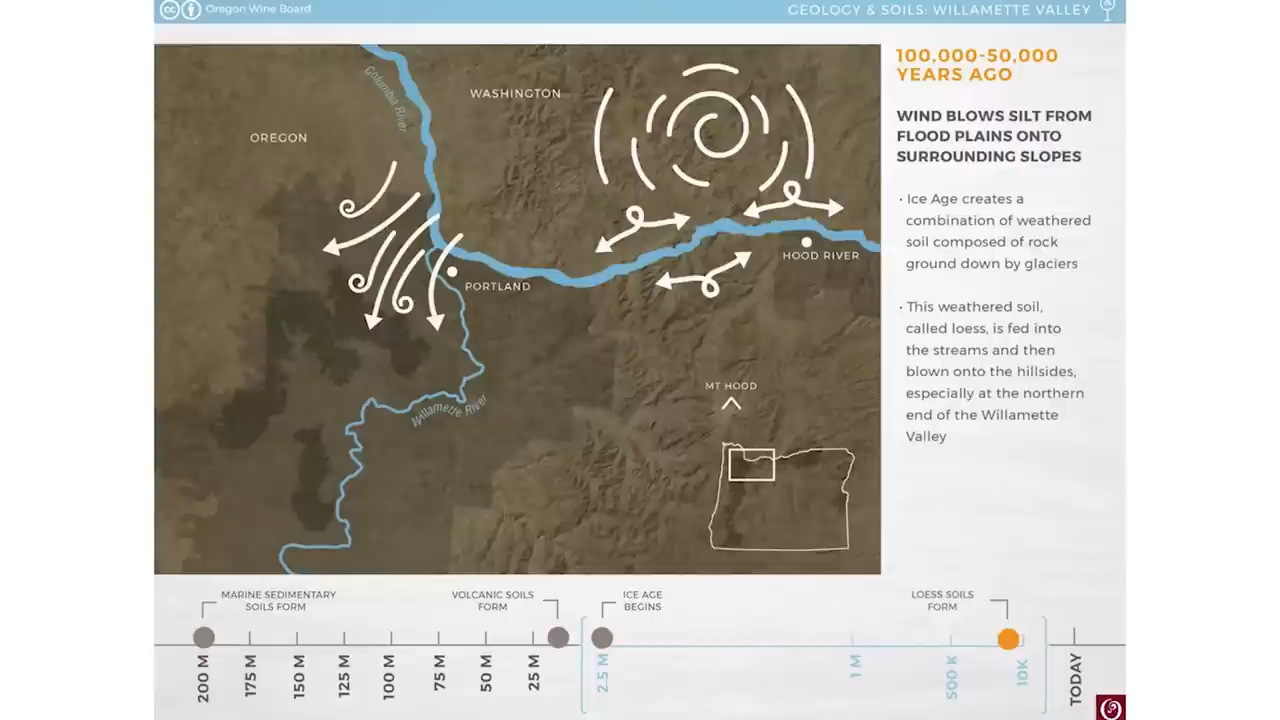 Oregon Wine Board
GEOLOGY & SOILS: WILLAMETTE VALLEY
Columbia River
WASHINGTON
OREGON
HOOD RIVER
PORTLAND
Willamette River
MT HOOD
100,000-50,000
YEARS AGO
WIND BLOWS SILT FROM
FLOOD PLAINS ONTO
SURROUNDING SLOPES
· Ice Age creates a
combination of weathered
soil composed of rock
ground down by glaciers
· This weathered soil,
called loess, is fed into
the streams and then
blown onto the hillsides,
especially at the northern
end of the Willamette
Valley
MARINE SEDIMENTARY
SOILS FORM
VOLCANIC SOILS
FORM
ICE AGE
BEGINS
LOESS SOILS
FORM
200 M
175 M
150 M
125 M
100 M
75 M
50 M
25 M
2.5 M
1 M
500 K
10K
TODAY